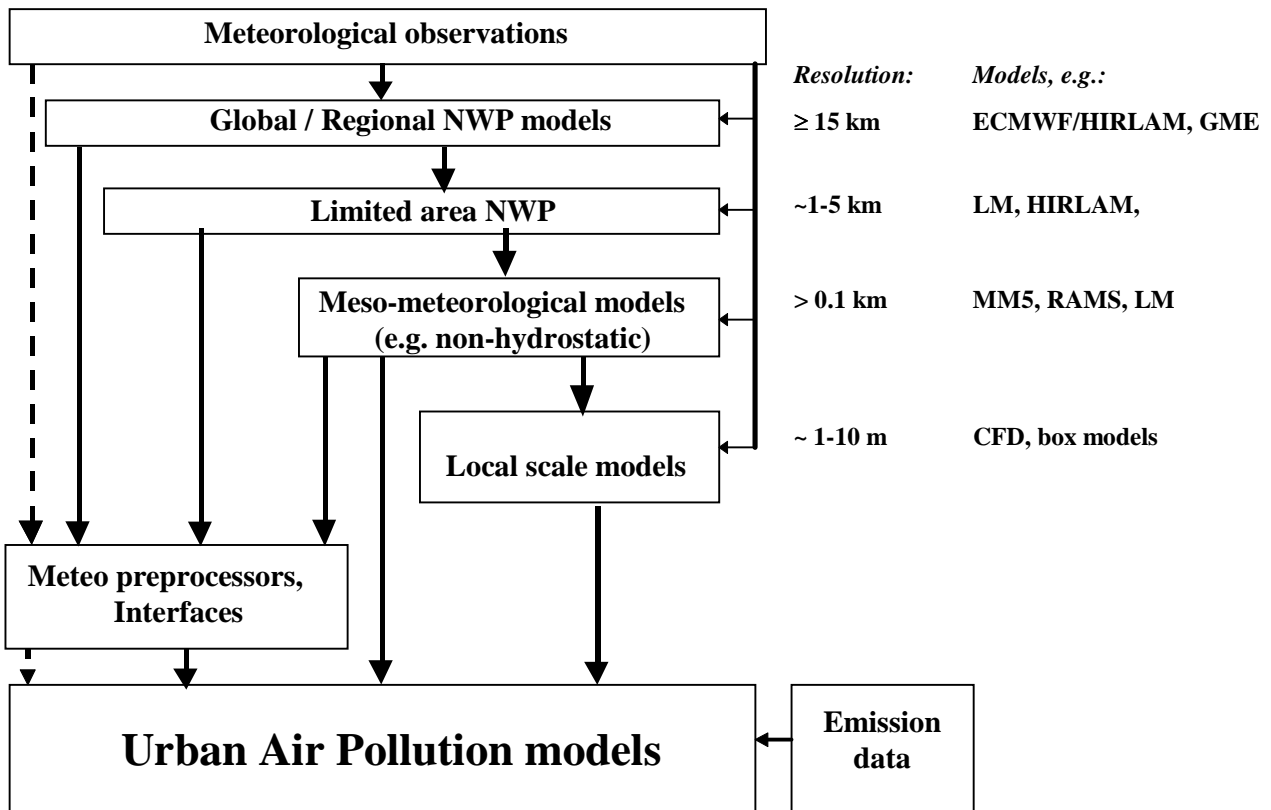 Meteorological observations
Resolution: Models, e.g.:
Global / Regional NWP models
≥ 15 km ECMWF/HIRLAM, GME
Limited area NWP
~1-5 km LM, HIRLAM,
Meso-meteorological models
(e.g. non-hydrostatic)
> 0.1 km MM5, RAMS, LM
Local scale models
~ 1-10 m CFD, box models
Meteo preprocessors,
Interfaces
Urban Air Pollution models
Emission
data